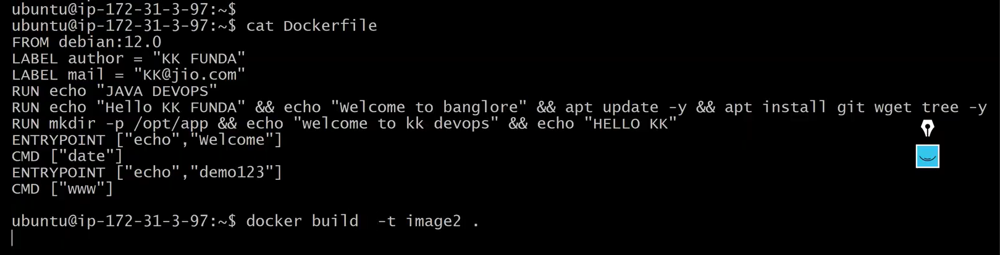 ubuntu@ip-172-31-3-97:~$
ubuntu@ip-172-31-3-97:~$ cat Dockerfile
FROM debian:12.0
LABEL author = "KK FUNDA"
LABEL mail = "KK@jio.com"
RUN echo "JAVA DEVOPS"
RUN echo "Hello KK FUNDA" && echo "Welcome to banglore" && apt update -y && apt install git wget tree -y
RUN mkdir -p /opt/app && echo "welcome to kk devops" && echo "HELLO KK"
ENTRYPOINT ["echo","Welcome"]
CMD ["date"]
ENTRYPOINT ["echo","demo123"]
CMD ["www"]
ubuntu@ip-172-31-3-97:~$ docker build  -t image2 .